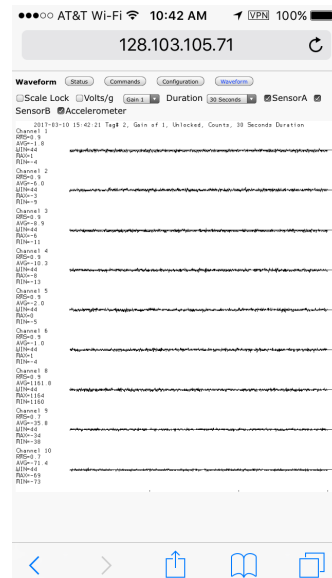 AT&T Wi-Fi 10:42 AM VPN 100%
128.103.105.71
Waveform Status Commands Configuration Waveform
Scale Lock Volts/g Gain 1 Duration 30 Seconds SensorA
SensorB Accelerometer
2017-03-10 15:42:21 Tag# 2, Gain of 1, Unlocked, Counts, 30 Seconds Duration
Channel 1
RMS=0.9
AVG=-1.8
WIN=44
MAX=1
MIN=-4
Channel 2
RMS=0.9
AVG=-6.0
WIN=44
MAX=-3
MIN=-9
Channel 3
RMS=0.9
AVG=-8.9
WIN=44
MAX=-6
MIN=-11
Channel 4
RMS=0.9
AVG=-10.3
WIN=44
MAX=-8
MIN=-13
Channel 5
RMS=0.9
AVG=-2.0
WIN=44
MAX=0
MIN=-5
Channel 6
RMS=0.9
AVG=-1.0
WIN=44
MAX=1
MIN=-4
Channel 8
RMS=0.9
AVG=1161.8
WIN=44
MAX=1164
MIN=1160
Channel 9
RMS=0.7
AVG=-35.8
WIN=44
MAX=-34
MIN=-38
Channel 10
RMS=0.7
AVG=-71.4
WIN=44
MAX=-69
MIN=-73